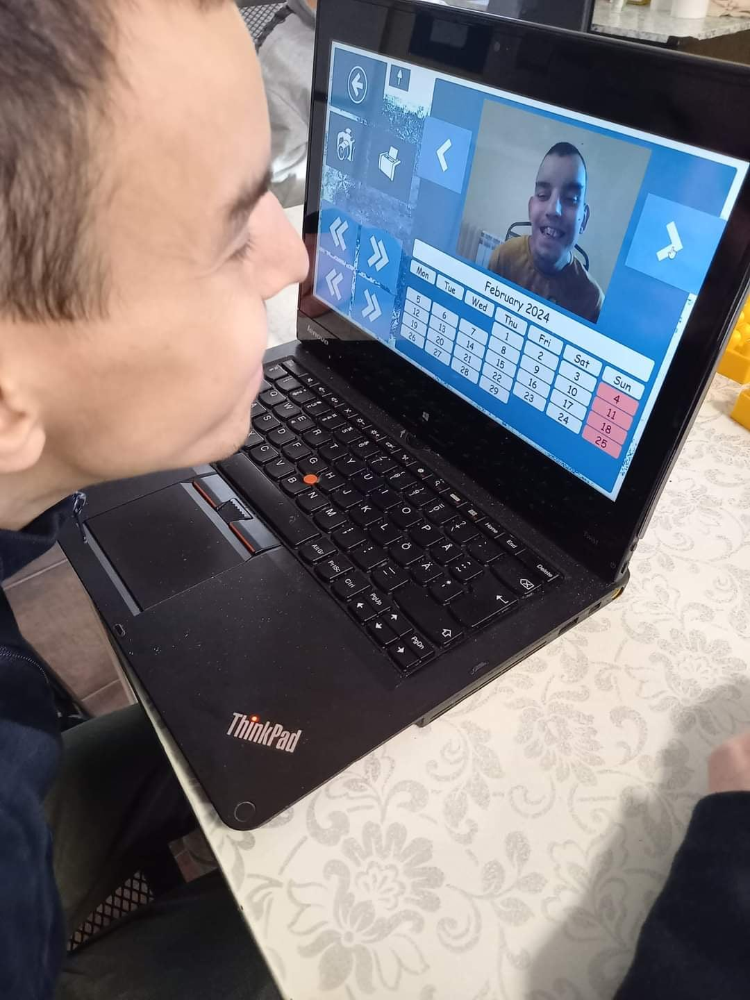 February 2024
Mon Tue Wed Thu Fri Sat Sun
1 2 3 4
5 6 7 8 9 10 11
12 13 14 15 16 17 18
19 20 21 22 23 24 25
26 27 28 29
lenovo
Twist
Home End Delete
Q W E R T Y U I O P Å
A S D F G H J K L Ö Ä
X C V B N M
AltGr PrtSc Ctrl PgUp PgDn
ThinkPad